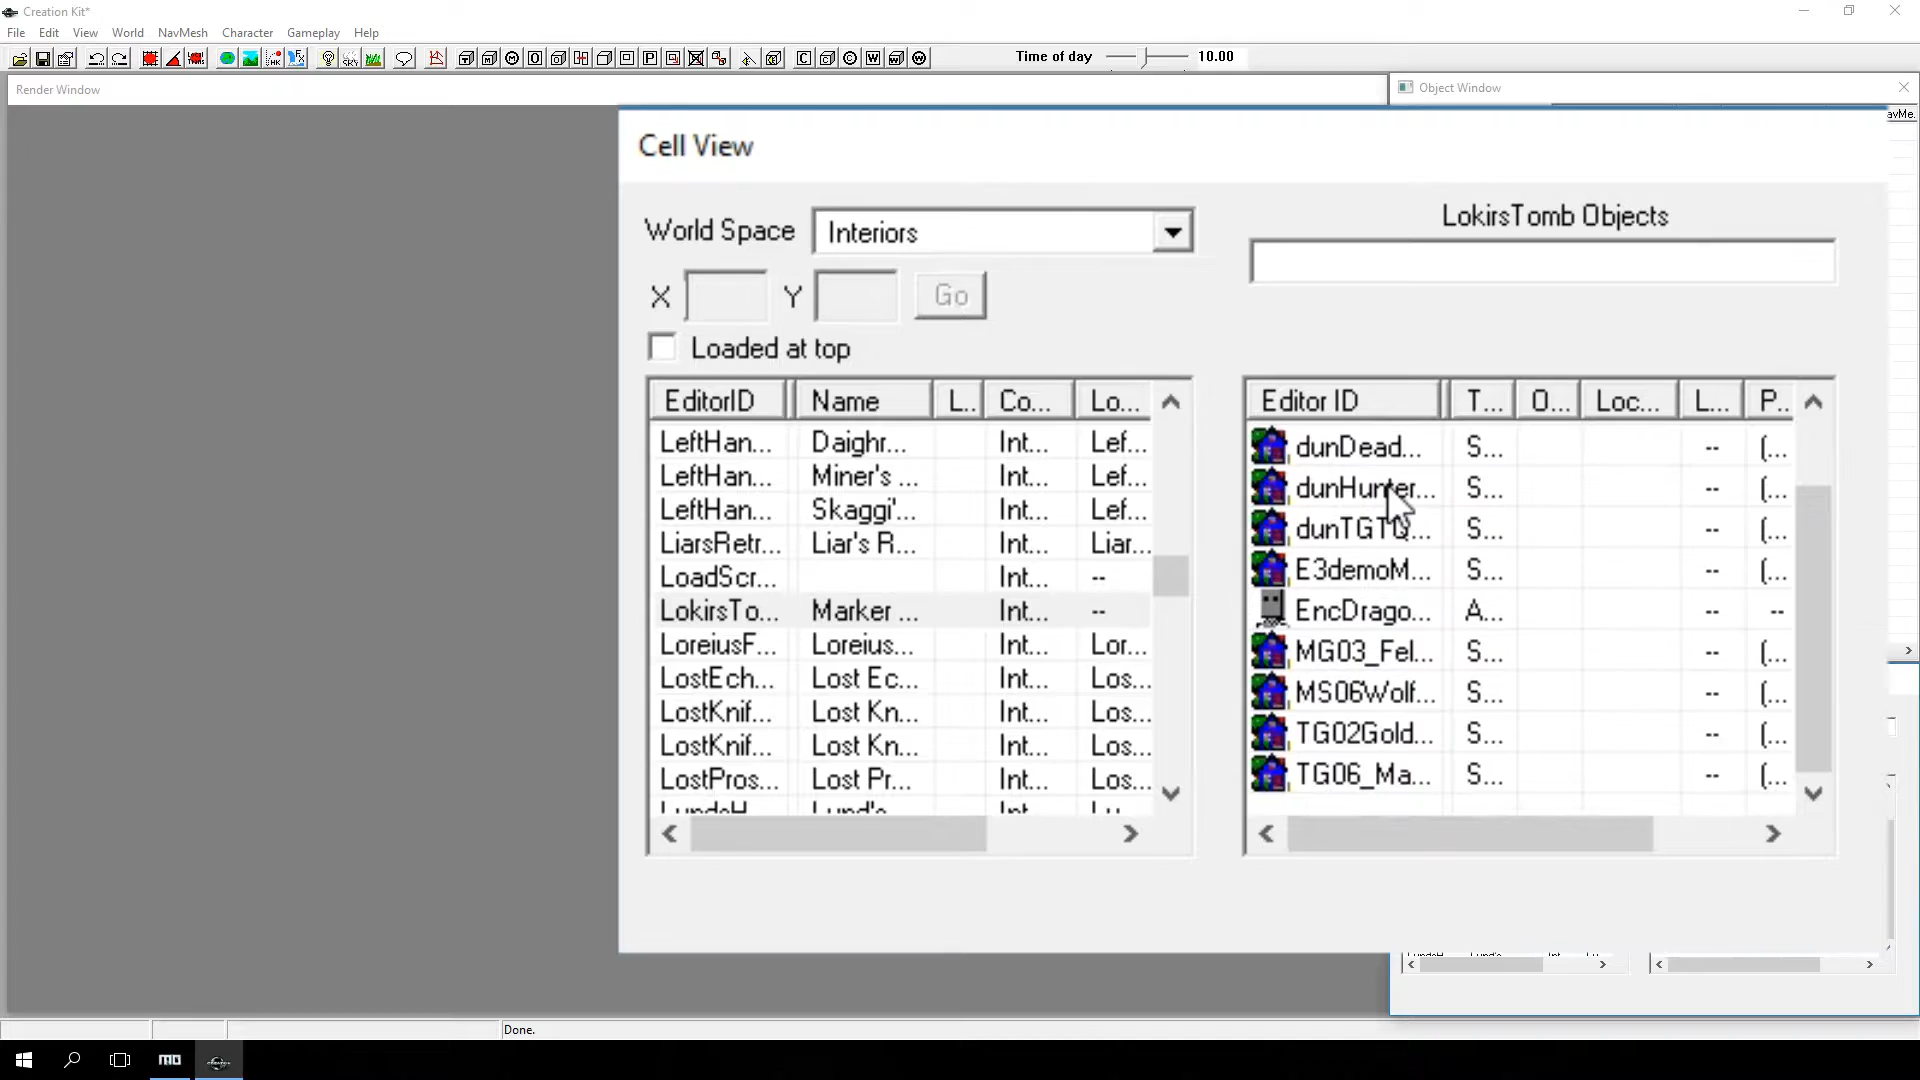 Creation Kit*
File Edit View World NavMesh Character Gameplay Help
Time of day 10.00
Render Window
Object Window
Cell View
World Space Interiors
LokirsTomb Objects
X Y Go
Loaded at top
EditorID Name L... Co... Lo...
LeftHan... Daighr... Int... Lef...
LeftHan... Miner's ... Int... Lef...
LeftHan... Skaggi'... Int... Lef...
LiarsRetr... Liar's R... Int... Liar...
LoadScr... Int... --
LokirsTo... Marker ... Int... --
LoreiusF... Loreius... Int... Lor...
LostEch... Lost Ec... Int... Los...
LostKnif... Lost Kn... Int... Los...
LostKnif... Lost Kn... Int... Los...
LostPros... Lost Pr... Int... Los...
Editor ID T... O... Loc... L... P...
dunDead... S... -- (...
dunHunter... S... -- (...
dunTGTQ... S... -- (...
E3demoM... S... -- (...
EncDrago... A... -- --
MG03_Fel... S... -- (...
MS06Wolf... S... -- (...
TG02Gold... S... -- (...
TG06_Ma... S... -- (...
avMe.
Done.
MO